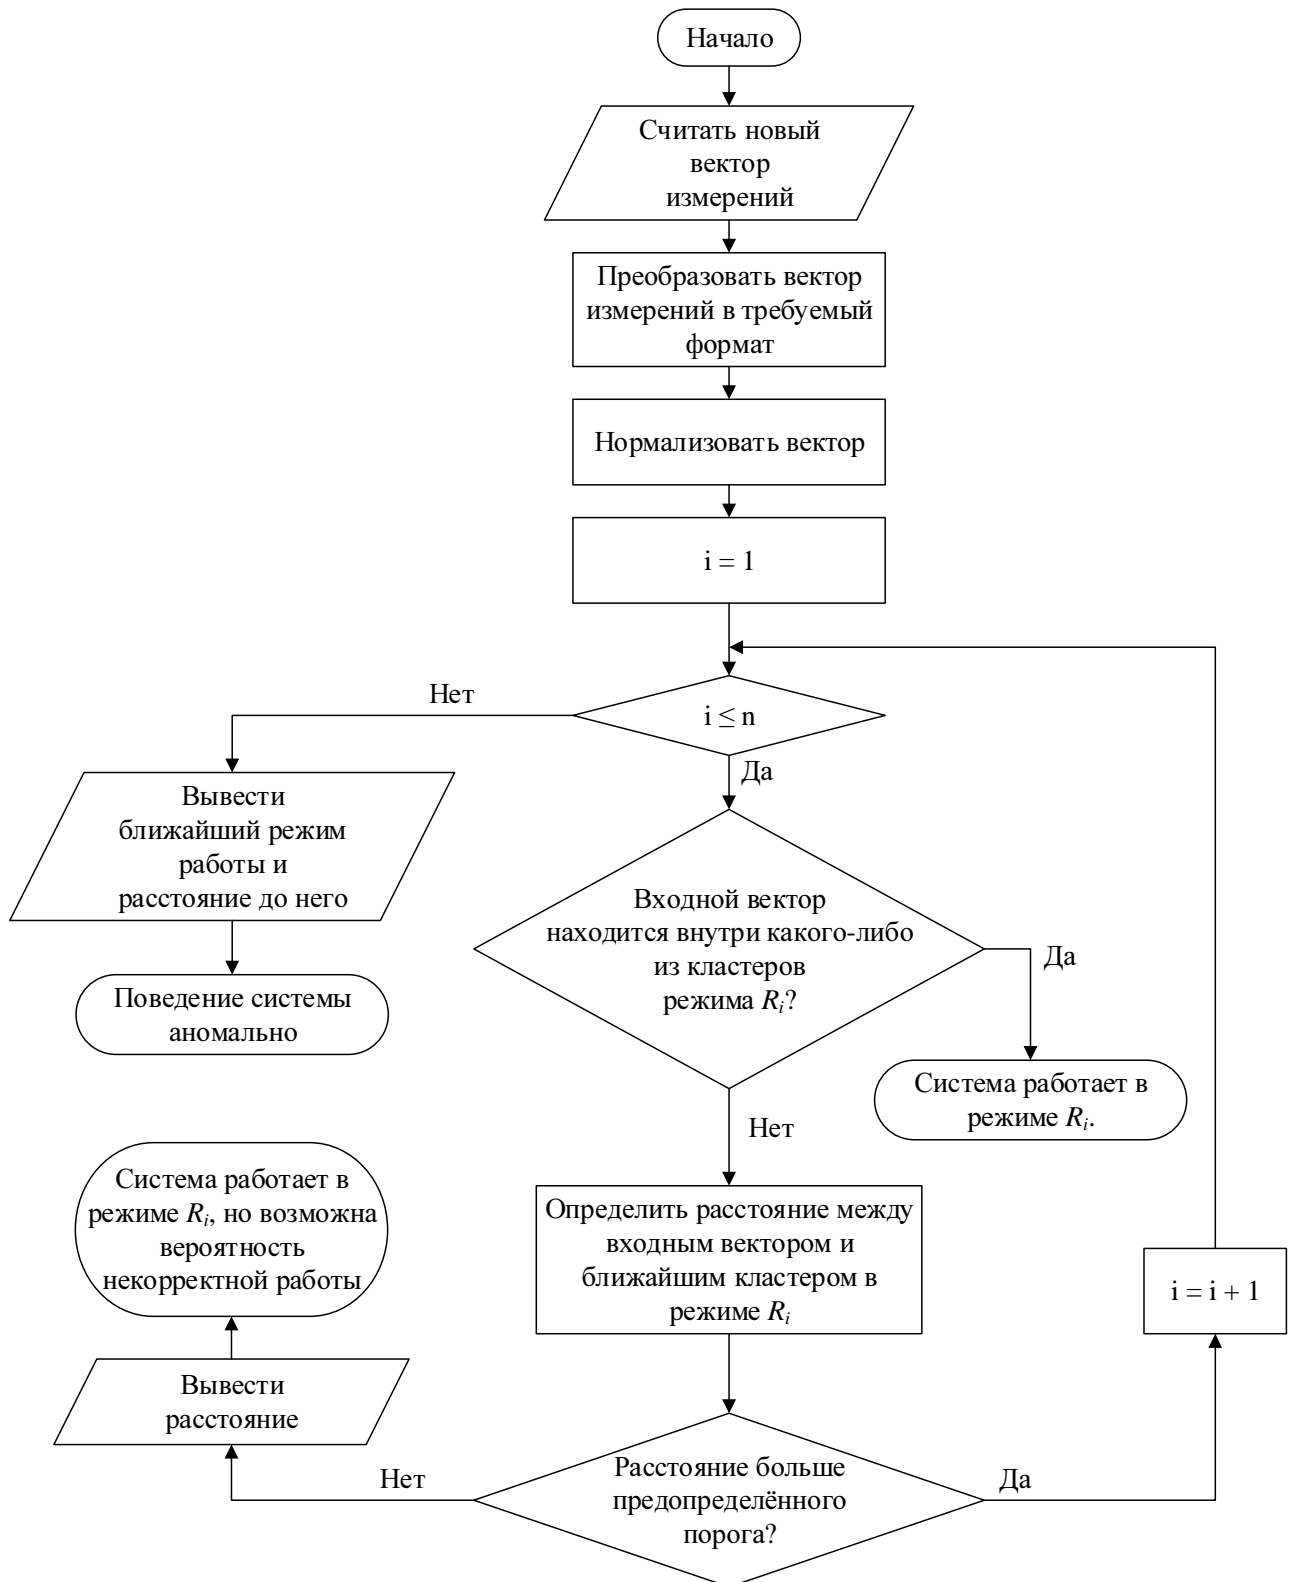 Начало
Считать новый
вектор
измерений
Преобразовать вектор
измерений в требуемый
формат
Нормализовать вектор
i = 1
Нет
i ≤ n
Да
Вывести
ближайший режим
работы и
расстояние до него
Поведение системы
аномально
Входной вектор
находится внутри какого-либо
из кластеров
режима Ri?
Да
Система работает в
режиме Ri.
Нет
Определить расстояние между
входным вектором и
ближайшим кластером в
режиме Ri
i = i + 1
Система работает в
режиме Ri, но возможна
вероятность
некорректной работы
Вывести
расстояние
Нет
Расстояние больше
предопределённого
порога?
Да